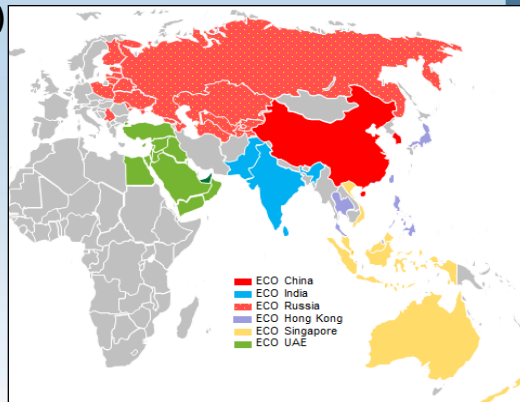 ECO China
ECO India
ECO Russia
ECO Hong Kong
ECO Singapore
ECO UAE